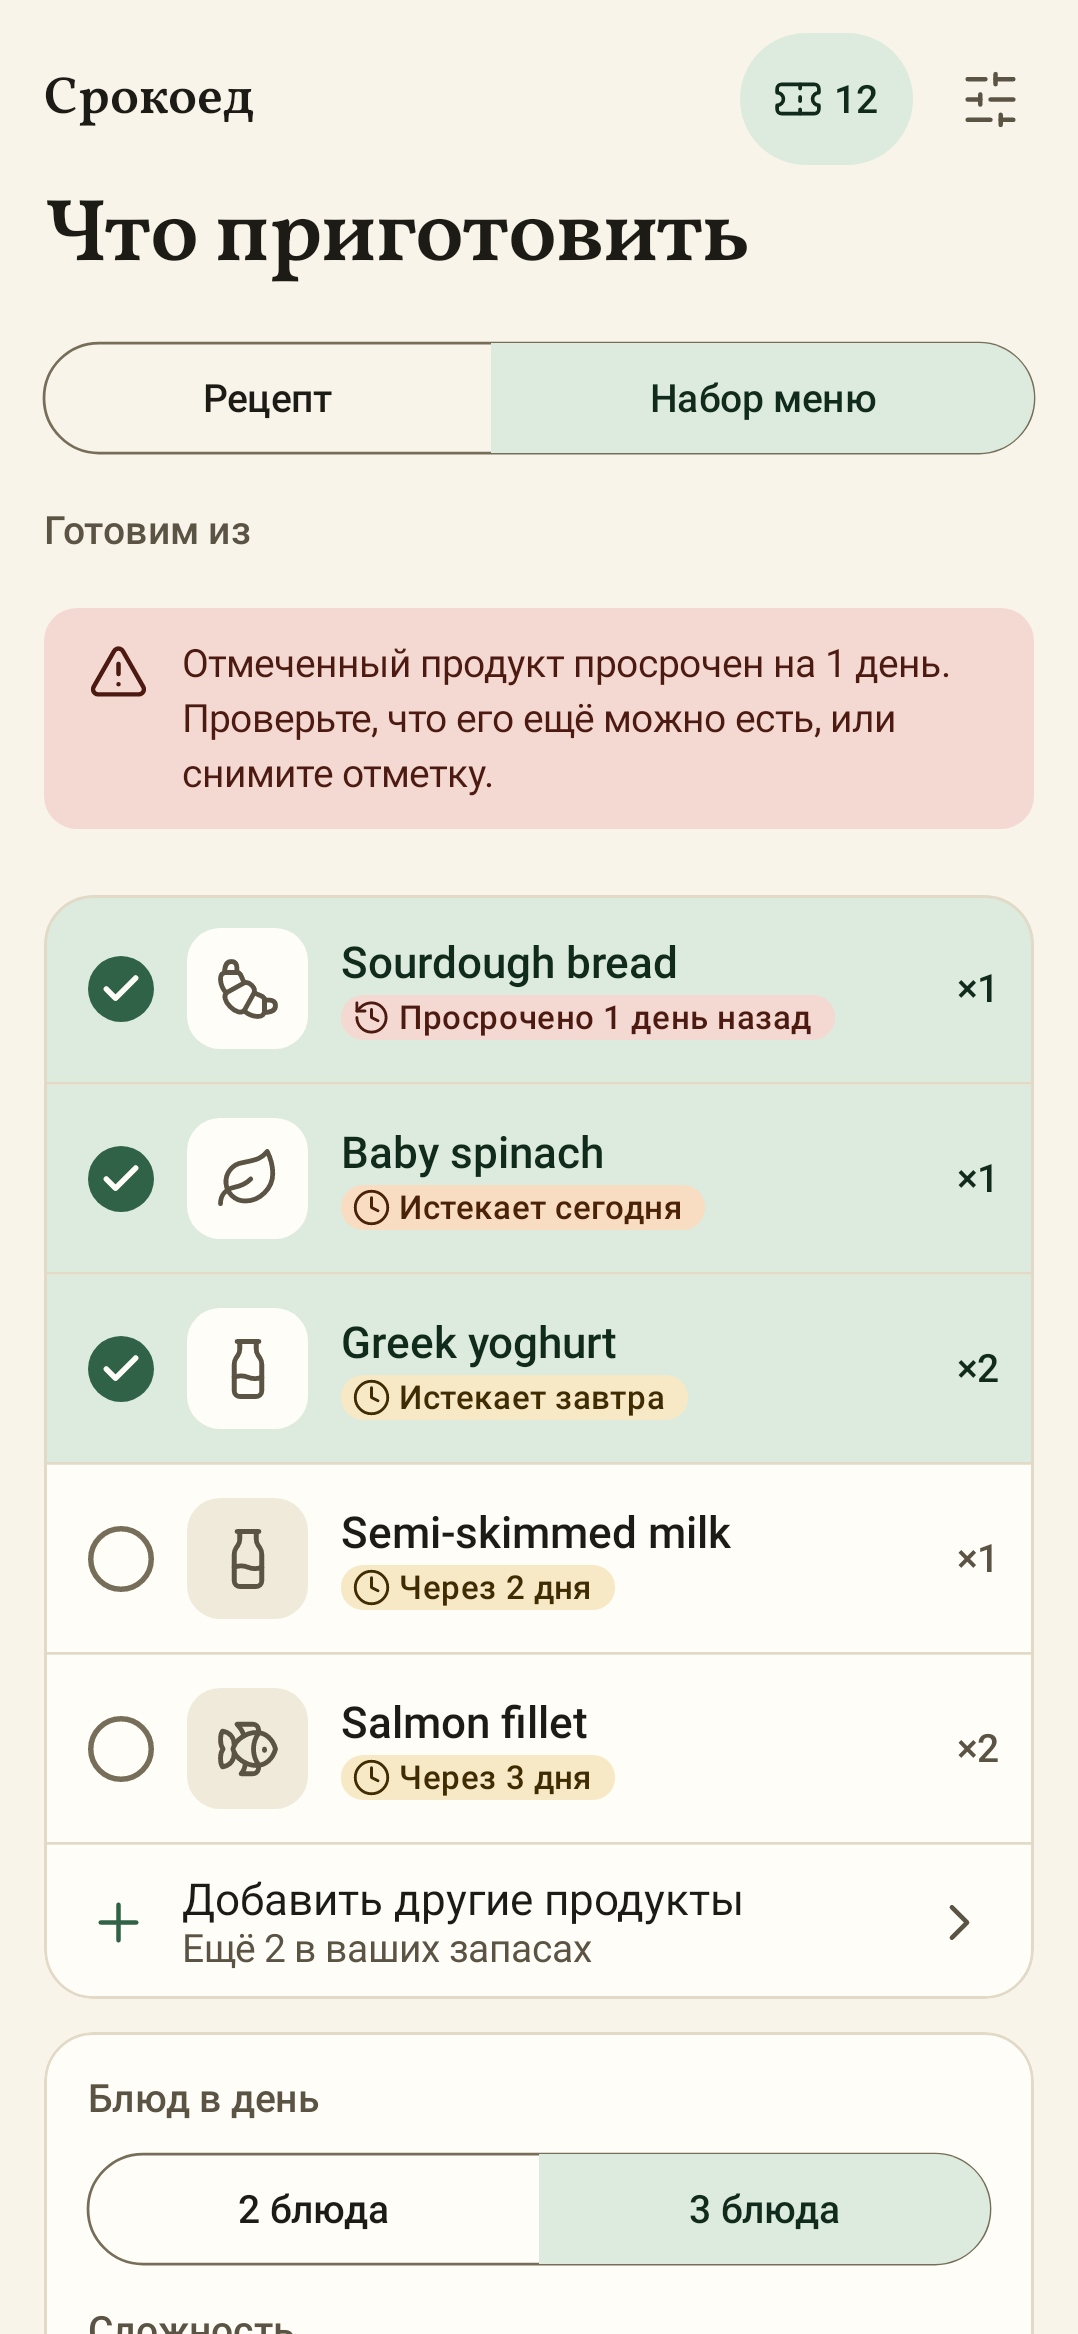 Срокоед
12
Что приготовить
Рецепт
Набор меню
Готовим из
Отмеченный продукт просрочен на 1 день.
Проверьте, что его ещё можно есть, или
снимите отметку.
Sourdough bread
×1
Просрочено 1 день назад
Baby spinach
×1
Истекает сегодня
Greek yoghurt
×2
Истекает завтра
Semi-skimmed milk
×1
Через 2 дня
Salmon fillet
×2
Через 3 дня
Добавить другие продукты
Ещё 2 в ваших запасах
Блюд в день
2 блюда
3 блюда
Сложность